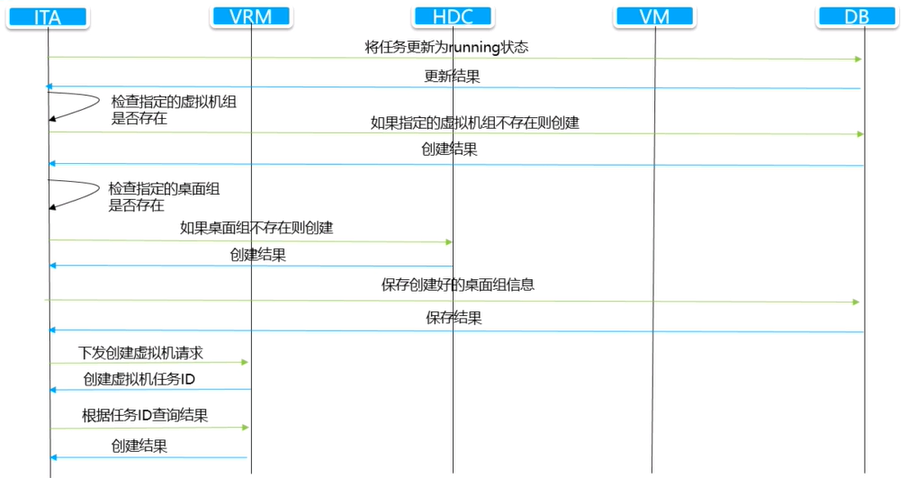 ITA
VRM
HDC
VM
DB
将任务更新为running状态
更新结果
检查指定的虚拟机组
是否存在
如果指定的虚拟机组不存在则创建
创建结果
检查指定的桌面组
是否存在
如果桌面组不存在则创建
创建结果
保存创建好的桌面组信息
保存结果
下发创建虚拟机请求
创建虚拟机任务ID
根据任务ID查询结果
创建结果